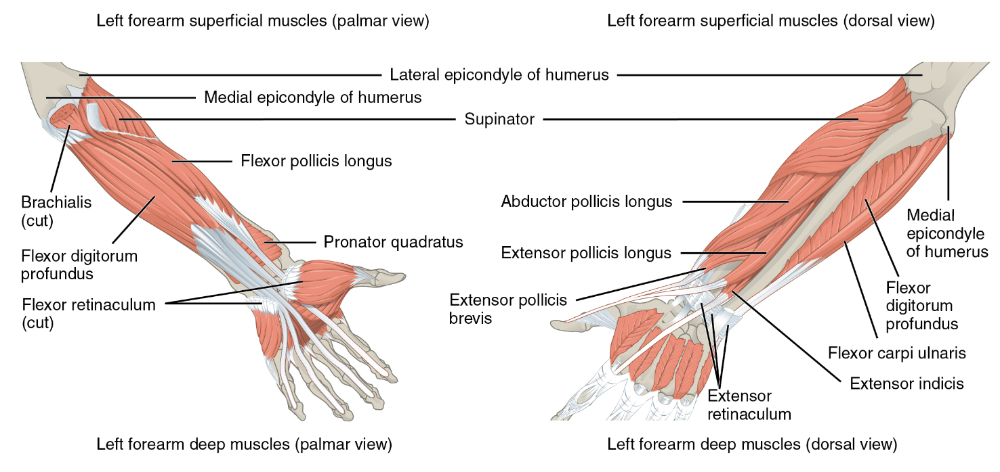 Left forearm superficial muscles (palmar view)
Left forearm superficial muscles (dorsal view)
Lateral epicondyle of humerus
Medial epicondyle of humerus
Supinator
Flexor pollicis longus
Brachialis
(cut)
Flexor digitorum
profundus
Pronator quadratus
Flexor retinaculum
(cut)
Abductor pollicis longus
Extensor pollicis longus
Extensor pollicis
brevis
Medial
epicondyle
of humerus
Flexor
digitorum
profundus
Flexor carpi ulnaris
Extensor indicis
Extensor
retinaculum
Left forearm deep muscles (palmar view)
Left forearm deep muscles (dorsal view)